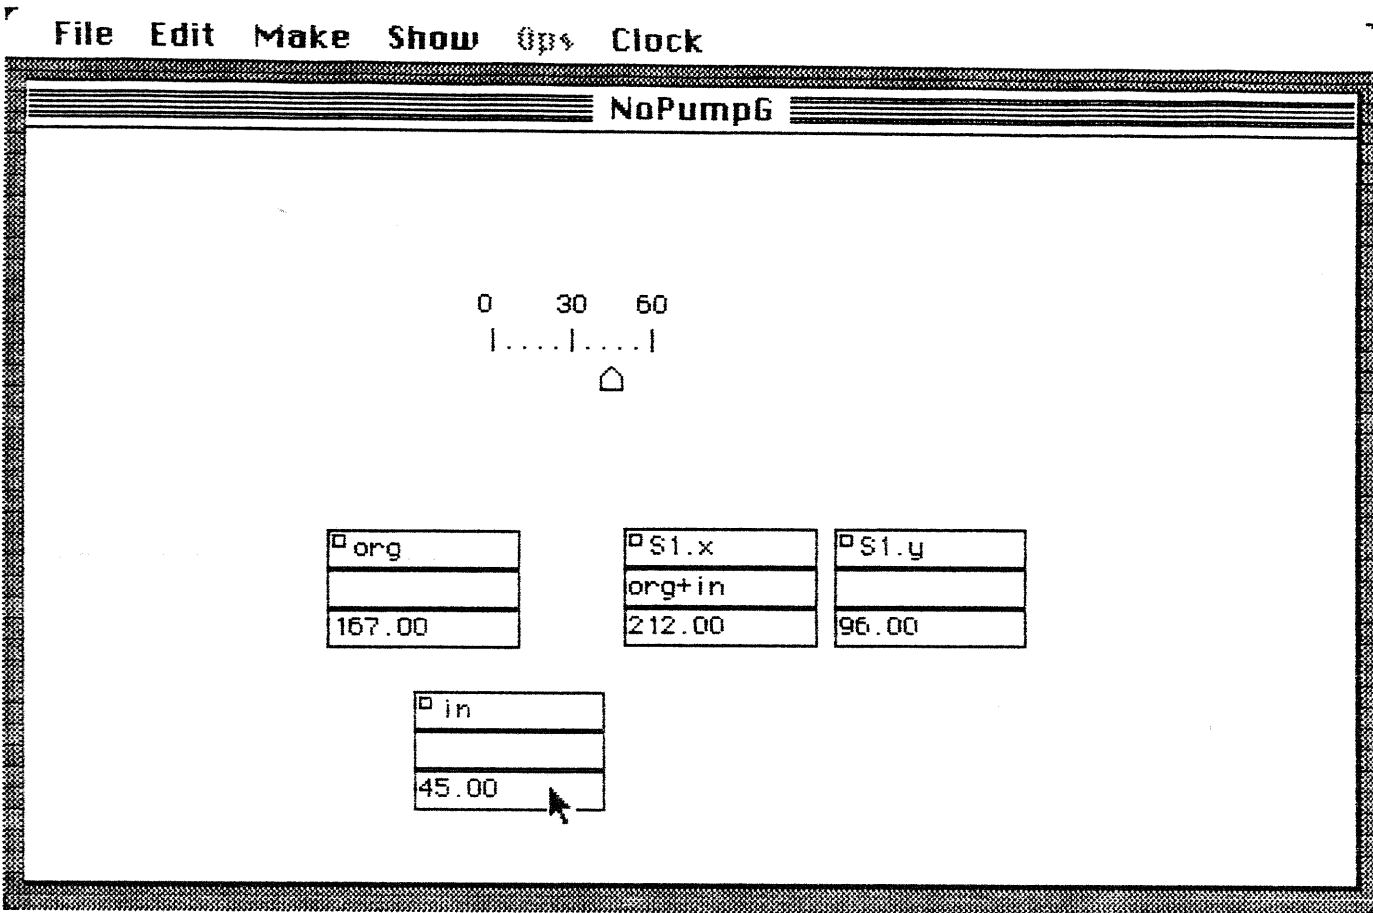 File Edit Make Show Ops Clock
NoPumpG
0 30 60
|....|....|
org
167.00
S1.x
org+in
212.00
S1.y
96.00
in
45.00